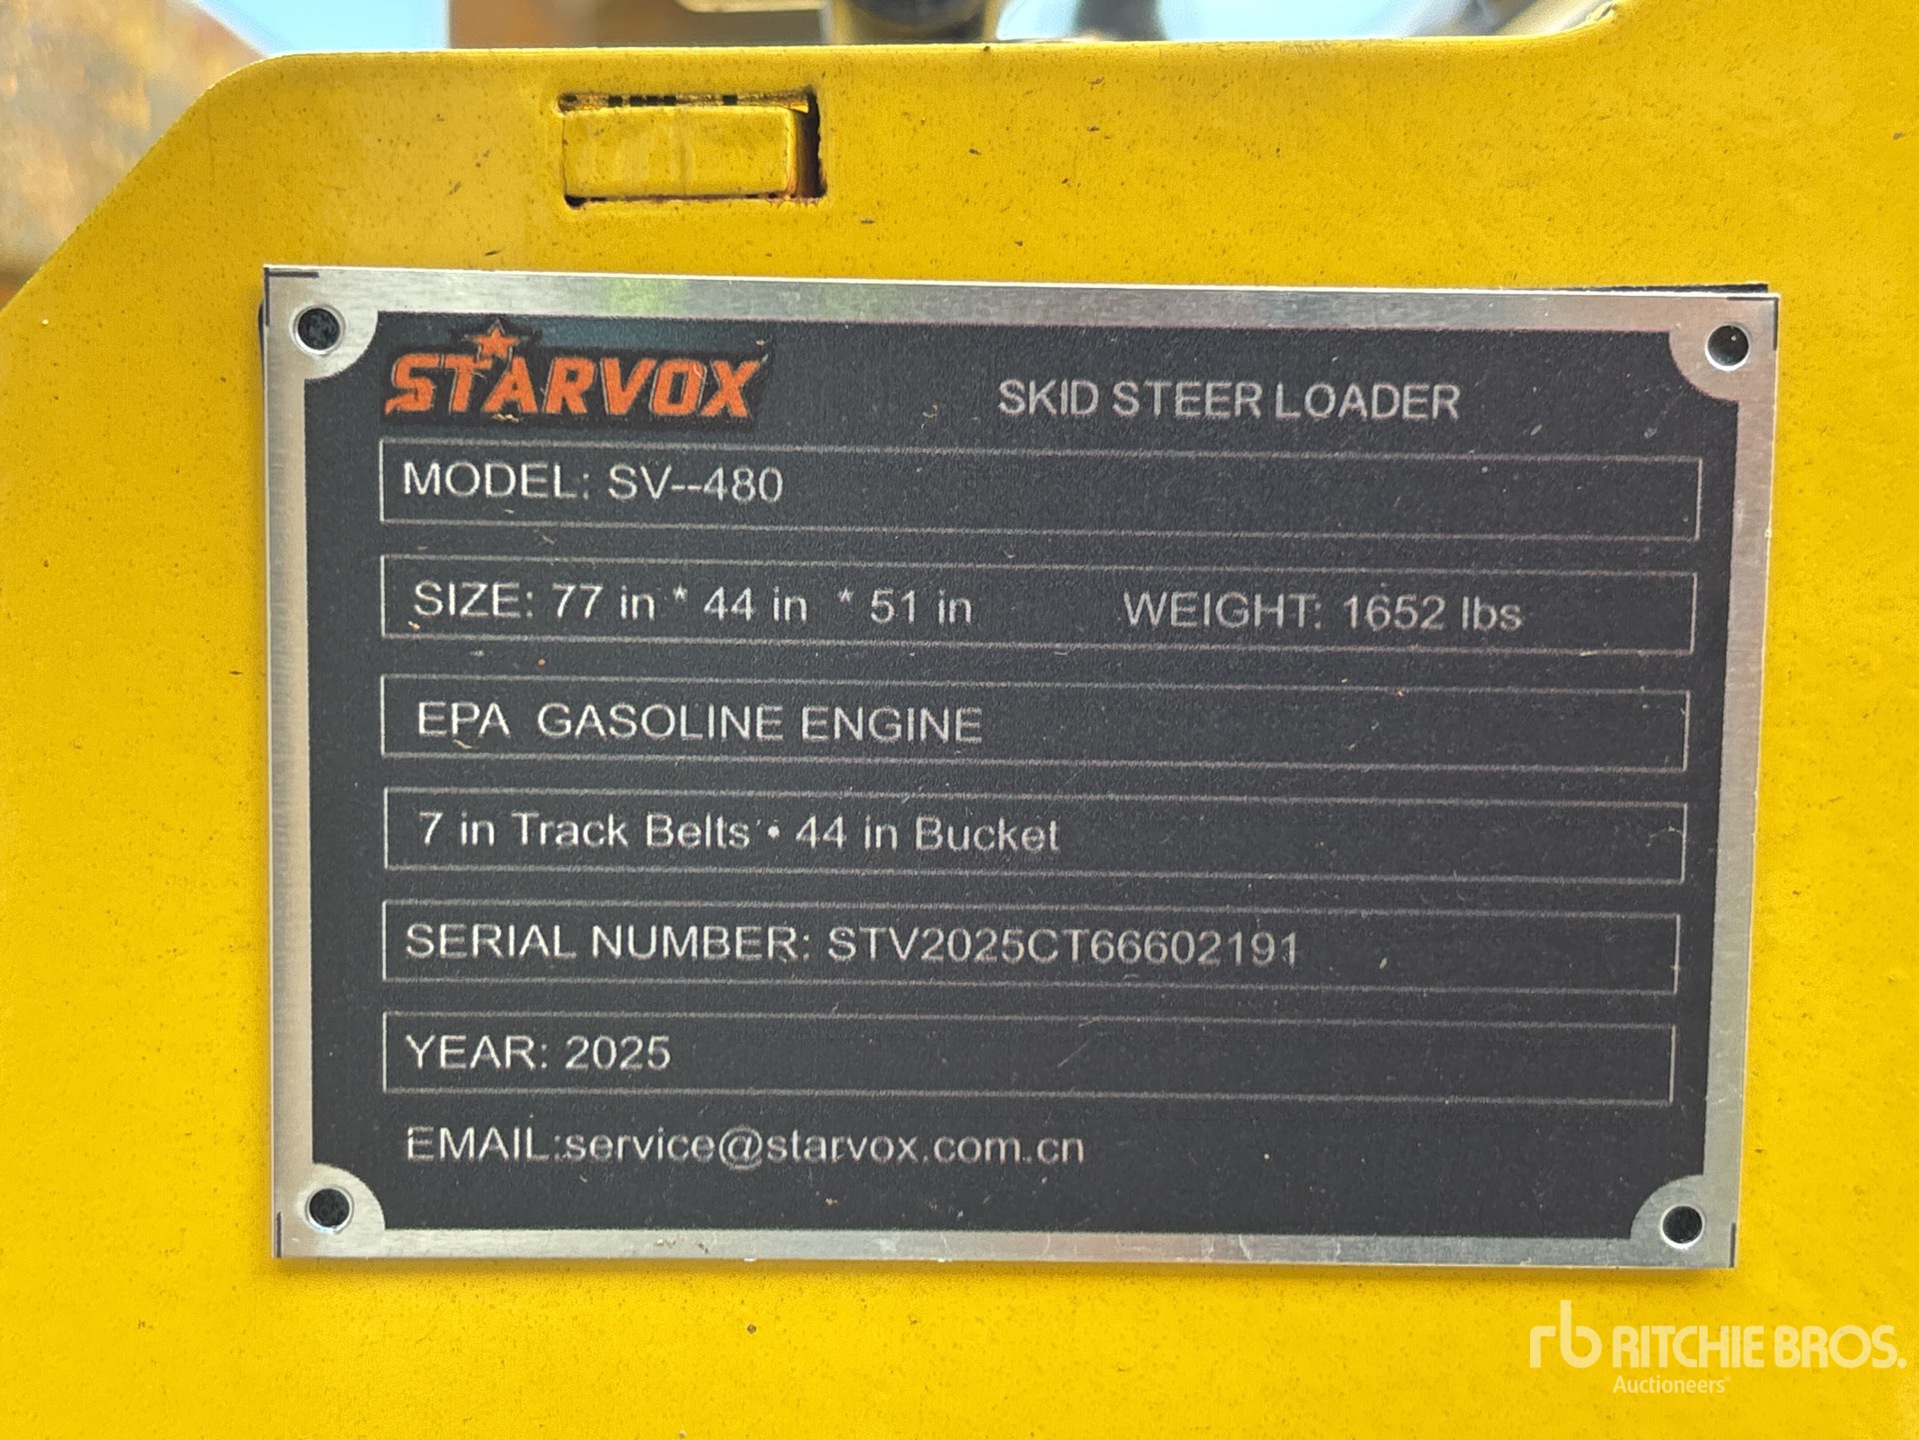 STARVOX
SKID STEER LOADER
MODEL: SV--480
SIZE: 77 in * 44 in * 51 in WEIGHT: 1652 lbs
EPA GASOLINE ENGINE
7 in Track Belts • 44 in Bucket
SERIAL NUMBER: STV2025CT66602191
YEAR: 2025
EMAIL:service@starvox.com.cn
rb RITCHIE BROS.
Auctioneers